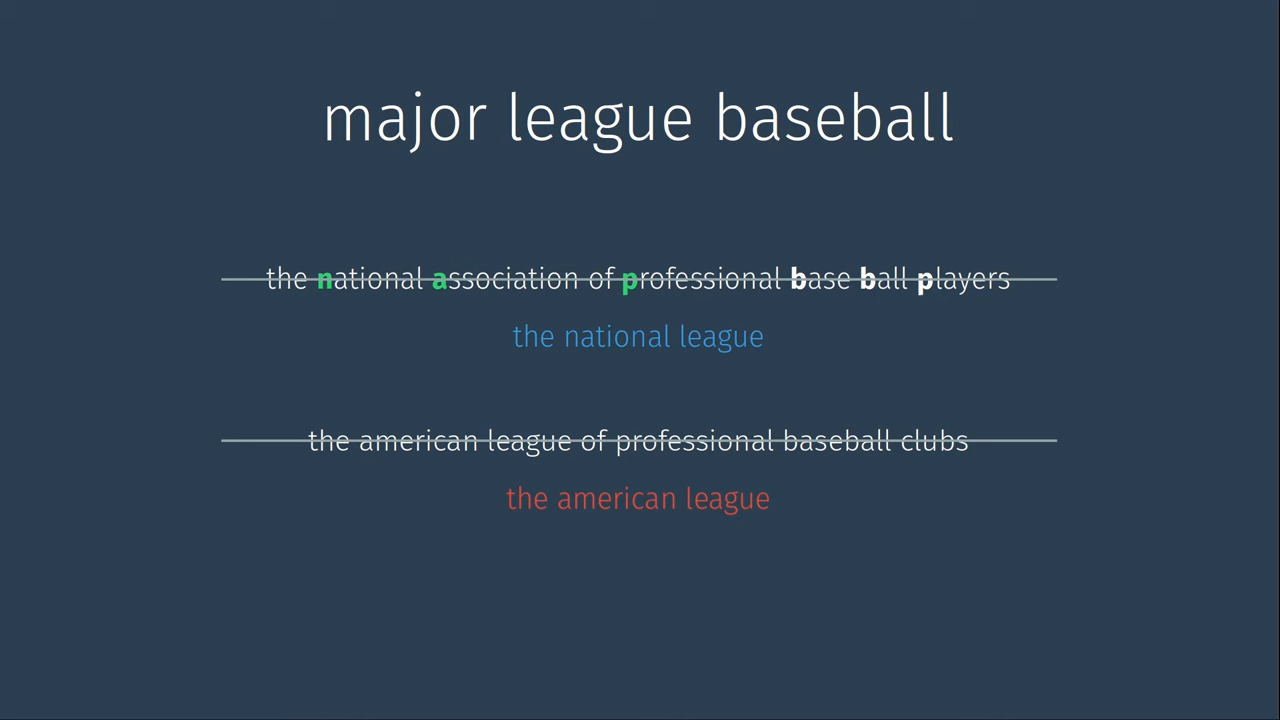 major league baseball
the national association of professional base ball players
the national league
the american league of professional baseball clubs
the american league